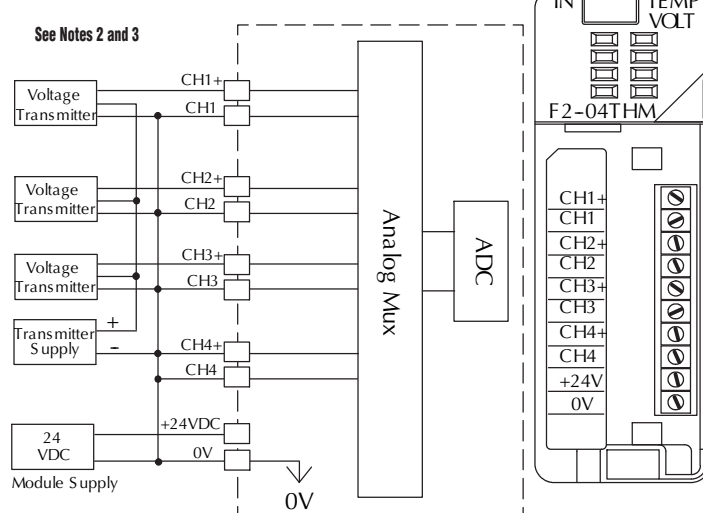 See Notes 2 and 3
Voltage
Transmitter
CH1+
CH1
Voltage
Transmitter
CH2+
CH2
Voltage
Transmitter
CH3+
CH3
Transmitter
Supply
+
-
CH4+
CH4
24
VDC
Module Supply
+24VDC
0V
0V
Analog Mux
ADC
IN
TEMP
VOLT
F2-04THM
CH1+
CH1
CH2+
CH2
CH3+
CH3
CH4+
CH4
+24V
0V